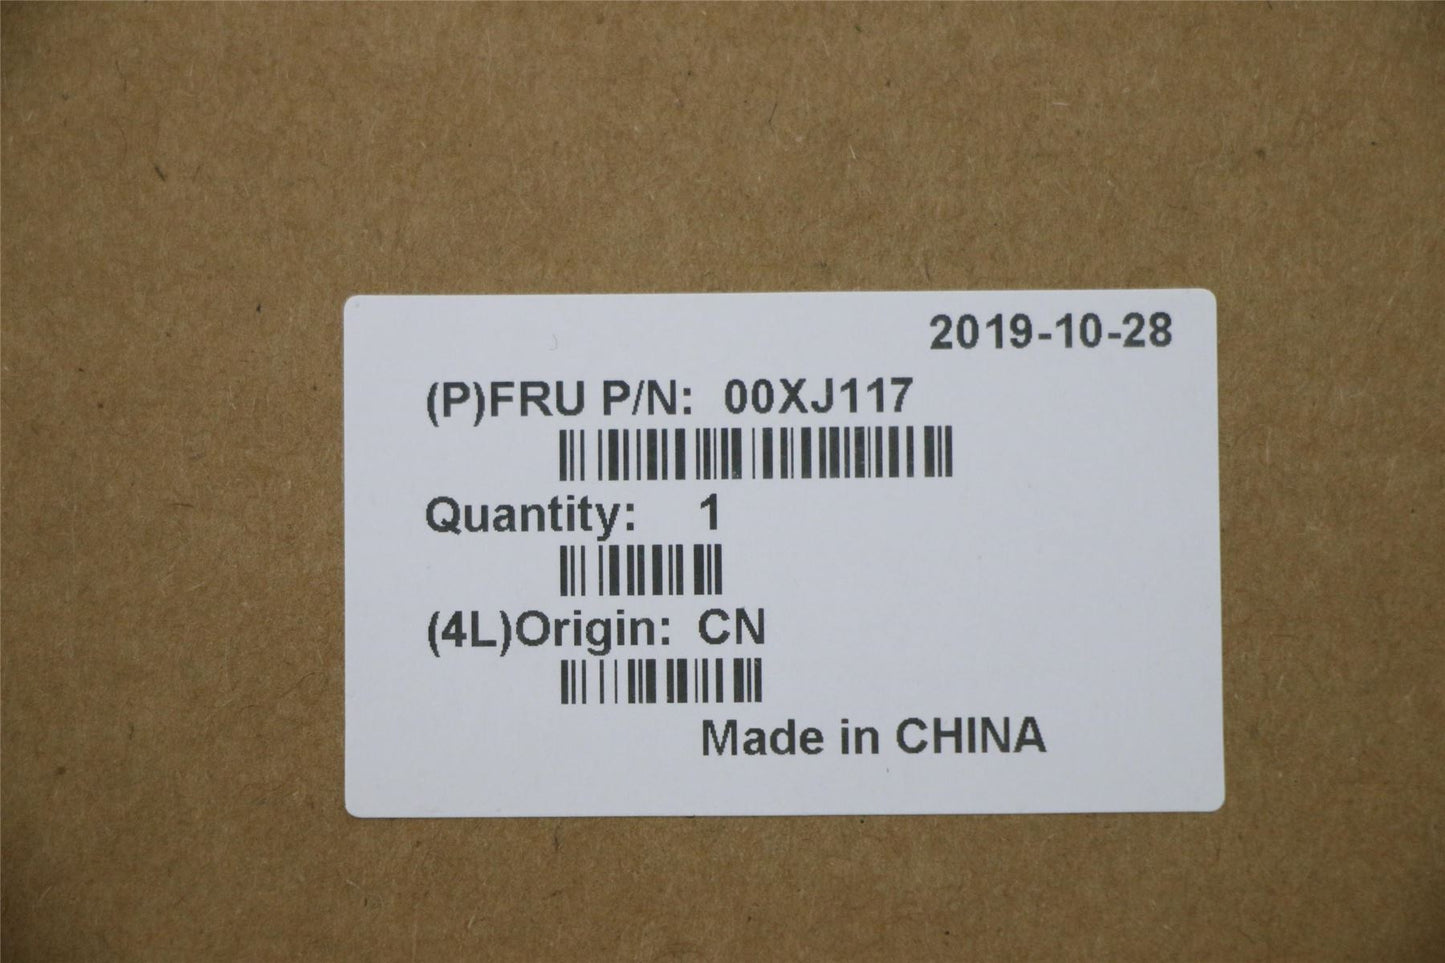 2019-10-28
(P)FRU P/N: 00XJ117
Quantity: 1
(4L)Origin: CN
Made in CHINA